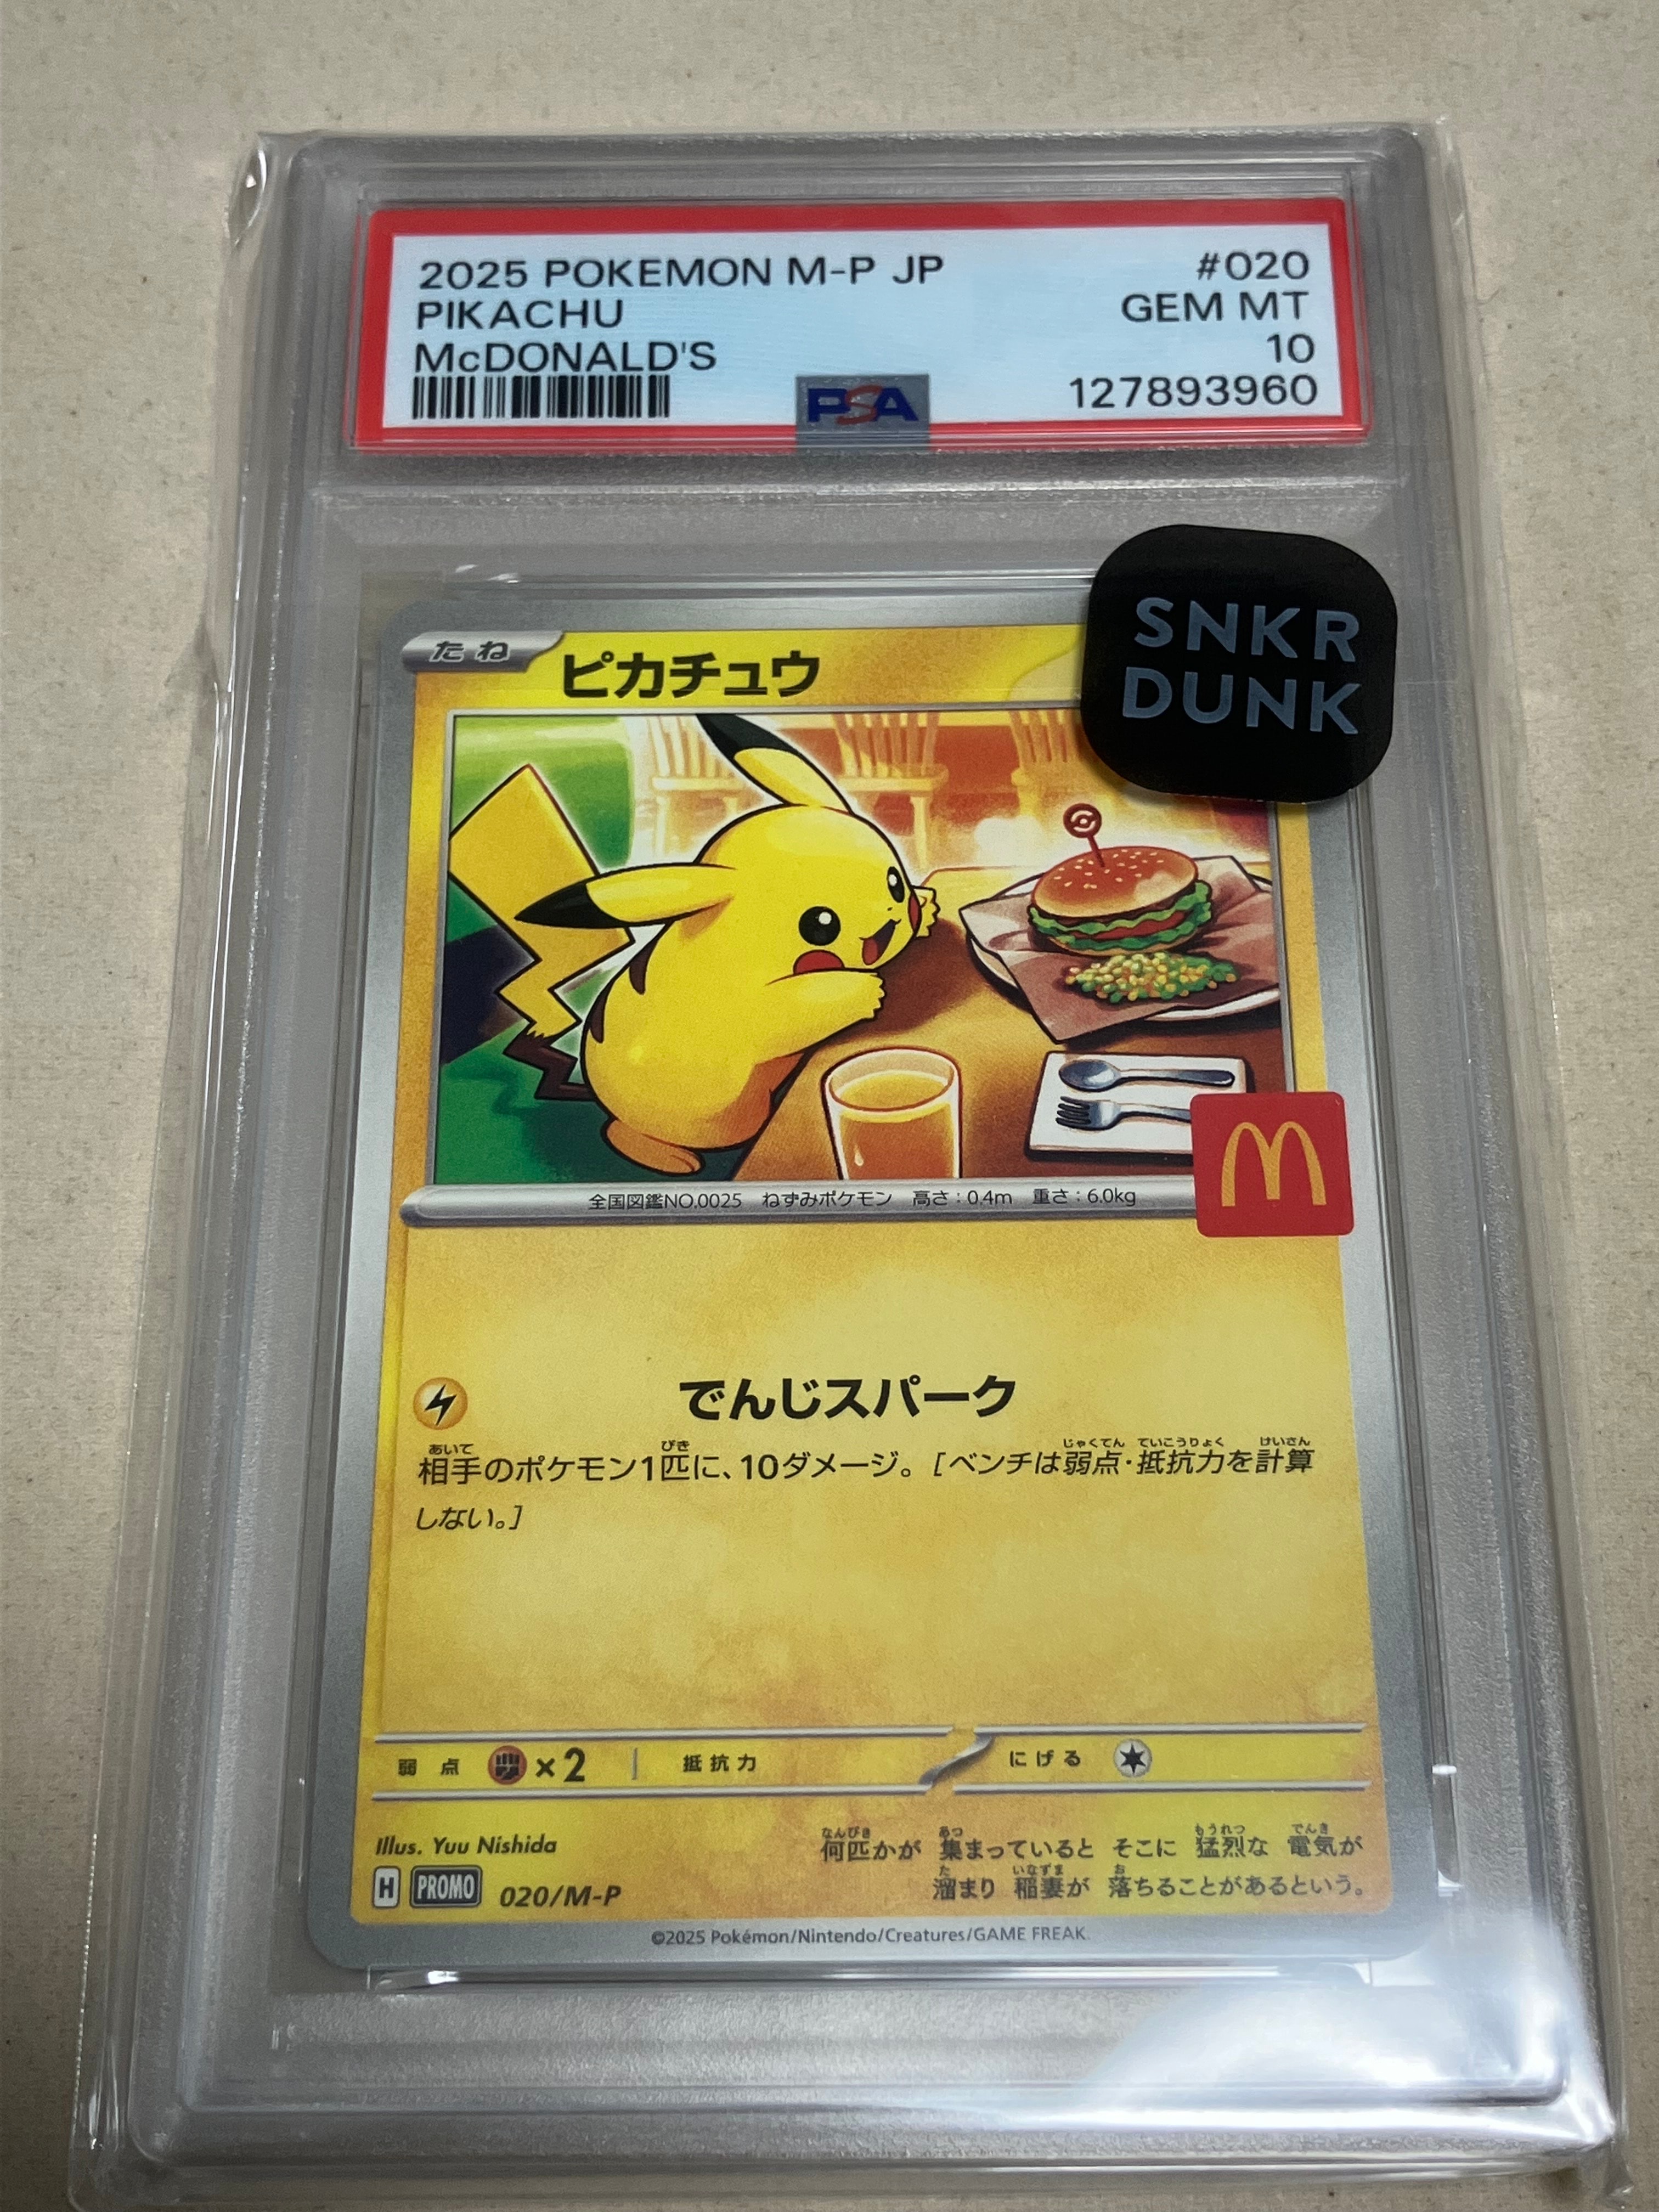 2025 POKEMON M-P JP #020
PIKACHU GEM MT
McDONALD'S 10
PSA 127893960
SNKR
DUNK
たね ピカチュウ
全国図鑑NO.0025 ねずみポケモン 高さ：0.4m 重さ：6.0kg
M
でんじスパーク
あいて びき じゃくてん ていこうりょく けいさん
相手のポケモン1匹に、10ダメージ。［ベンチは弱点・抵抗力を計算
しない。］
弱点 ×2 抵抗力 にげる
Illus. Yuu Nishida
なんびき あつ もうれつ でんき
何匹かが 集まっていると そこに 猛烈な 電気が
た いなずま お
溜まり 稲妻が 落ちることがあるという。
H PROMO 020/M-P
©2025 Pokémon/Nintendo/Creatures/GAME FREAK.